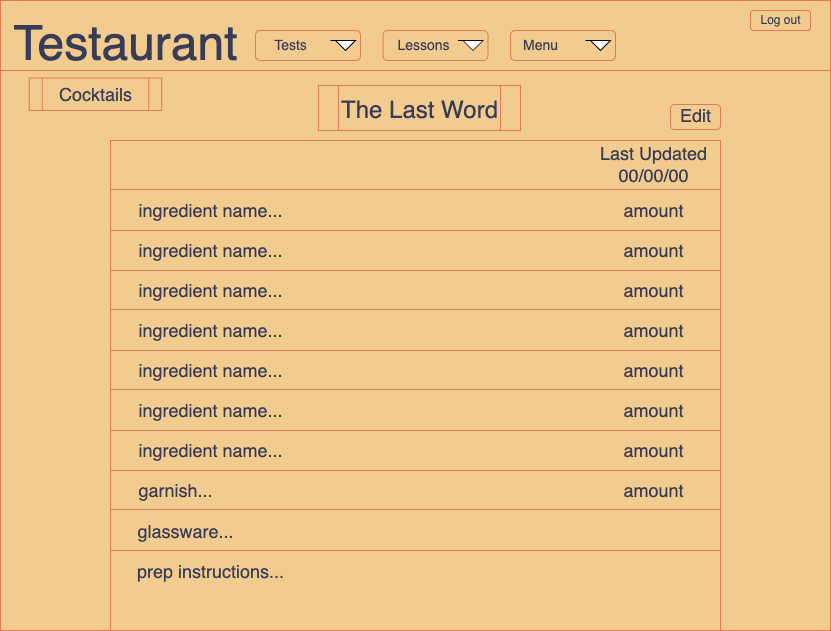 Log out
Testaurant
Tests
Lessons
Menu
Cocktails
The Last Word
Edit
Last Updated
00/00/00
ingredient name... amount
ingredient name... amount
ingredient name... amount
ingredient name... amount
ingredient name... amount
ingredient name... amount
ingredient name... amount
garnish... amount
glassware...
prep instructions...